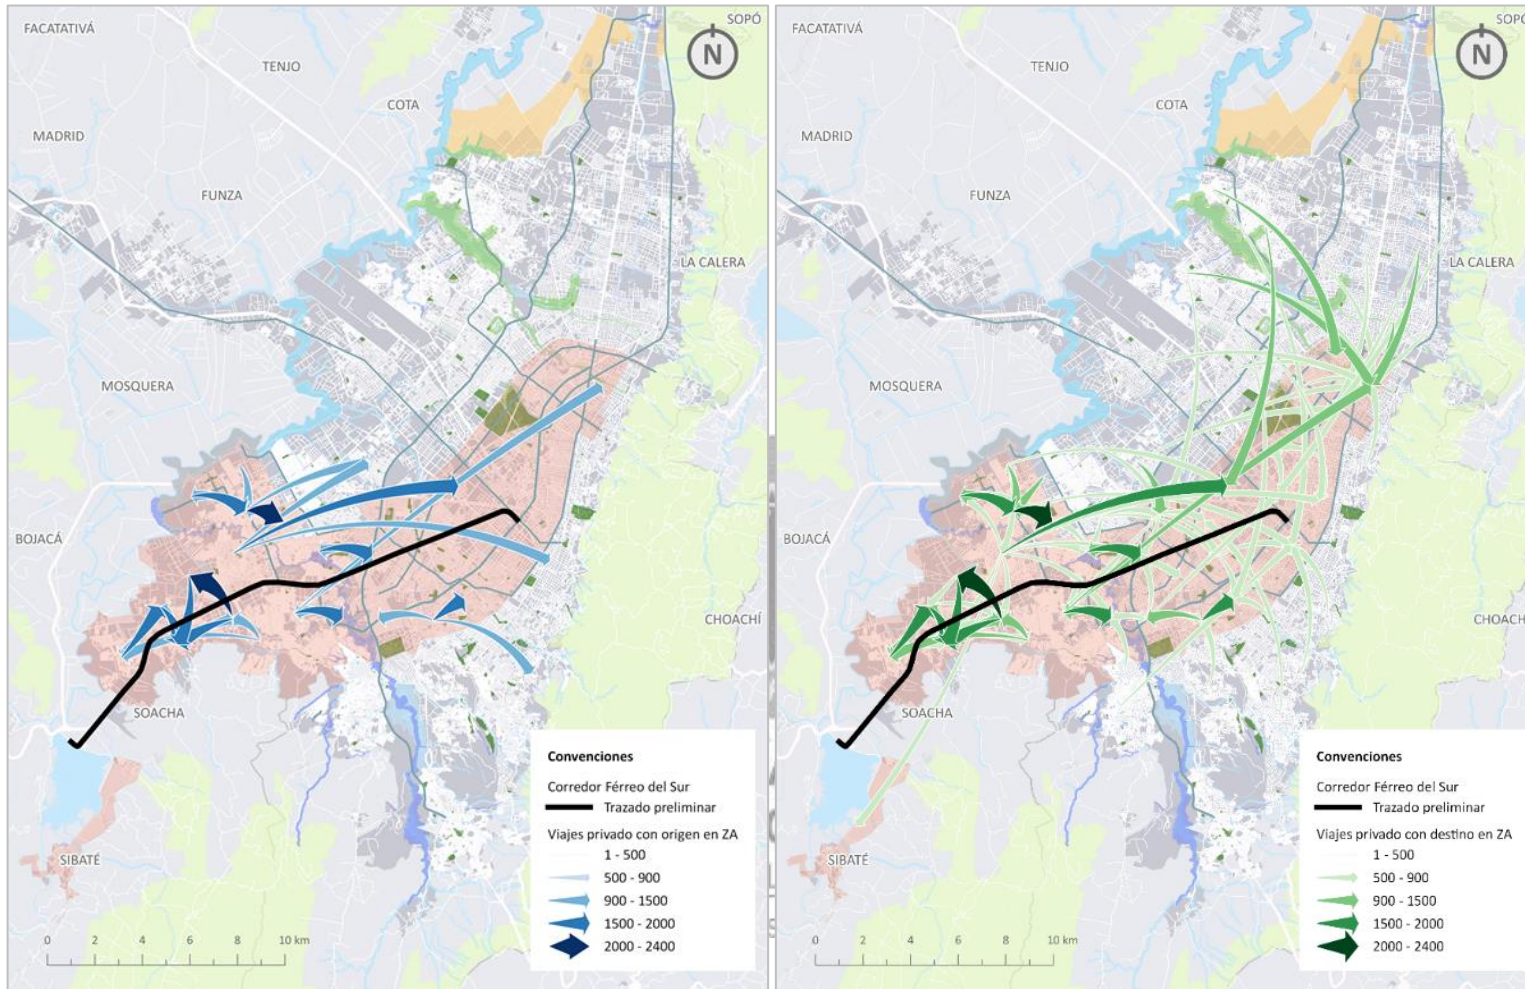 FACATATIVÁ
SOPÓ
N
TENJO
COTA
MADRID
FUNZA
LA CALERA
MOSQUERA
BOJACÁ
CHOACHÍ
SOACHA
SIBATÉ
Convenciones
Corredor Férreo del Sur
Trazado preliminar
Viajes privado con origen en ZA
1 - 500
500 - 900
900 - 1500
1500 - 2000
2000 - 2400
0 2 4 6 8 10 km
FACATATIVÁ
SOPÓ
N
TENJO
COTA
MADRID
FUNZA
LA CALERA
MOSQUERA
BOJACÁ
CHOACH
SOACHA
SIBATÉ
Convenciones
Corredor Férreo del Sur
Trazado preliminar
Viajes privado con destino en ZA
1 - 500
500 - 900
900 - 1500
1500 - 2000
2000 - 2400
0 2 4 6 8 10 km